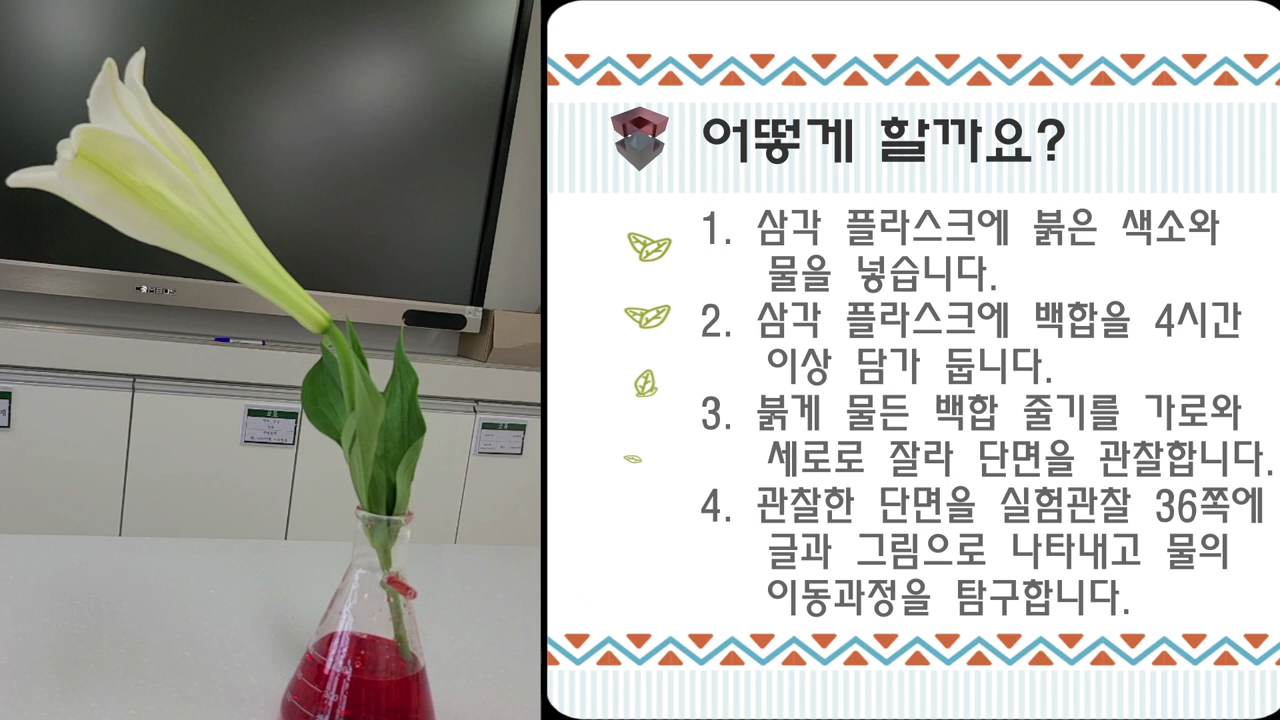 어떻게 할까요?
1. 삼각 플라스크에 붉은 색소와
물을 넣습니다.
2. 삼각 플라스크에 백합을 4시간
이상 담가 둡니다.
3. 붉게 물든 백합 줄기를 가로와
세로로 잘라 단면을 관찰합니다.
4. 관찰한 단면을 실험관찰 36쪽에
글과 그림으로 나타내고 물의
이동과정을 탐구합니다.